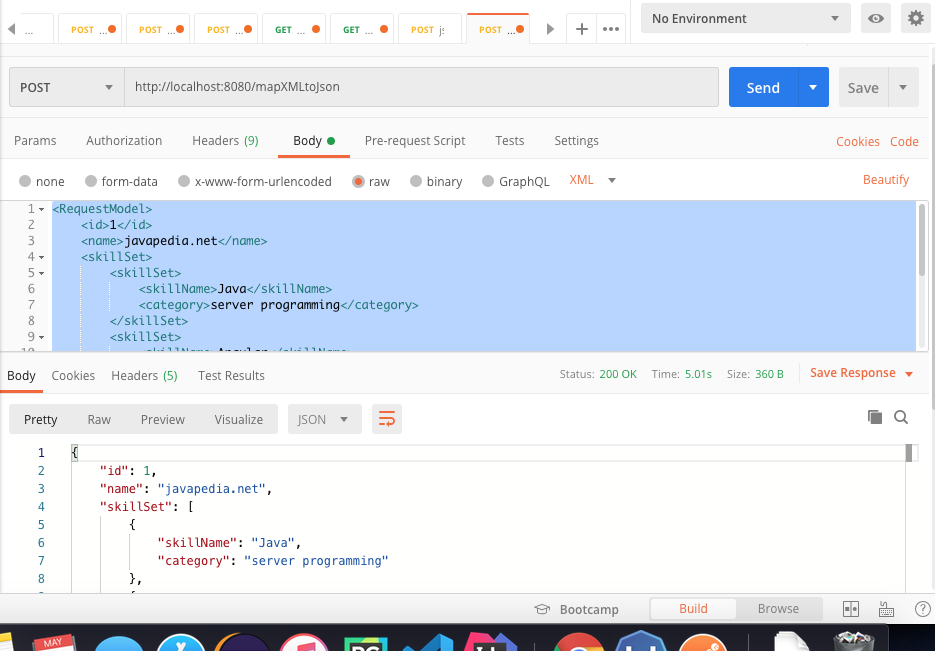 ... POST ... POST ... POST ... GET ... GET ... POST js POST ... No Environment
POST http://localhost:8080/mapXMLtoJson Send Save
Params Authorization Headers (9) Body Pre-request Script Tests Settings Cookies Code
none form-data x-www-form-urlencoded raw binary GraphQL XML Beautify
1 <RequestModel>
2 <id>1</id>
3 <name>javapedia.net</name>
4 <skillSet>
5 <skillSet>
6 <skillName>Java</skillName>
7 <category>server programming</category>
8 </skillSet>
9 <skillSet>
10 <skillName>Angular</skillName>
Body Cookies Headers (5) Test Results Status: 200 OK Time: 5.01s Size: 360 B Save Response
Pretty Raw Preview Visualize JSON
1 {
2 "id": 1,
3 "name": "javapedia.net",
4 "skillSet": [
5 {
6 "skillName": "Java",
7 "category": "server programming"
8 },
9 {
Bootcamp Build Browse
MAY